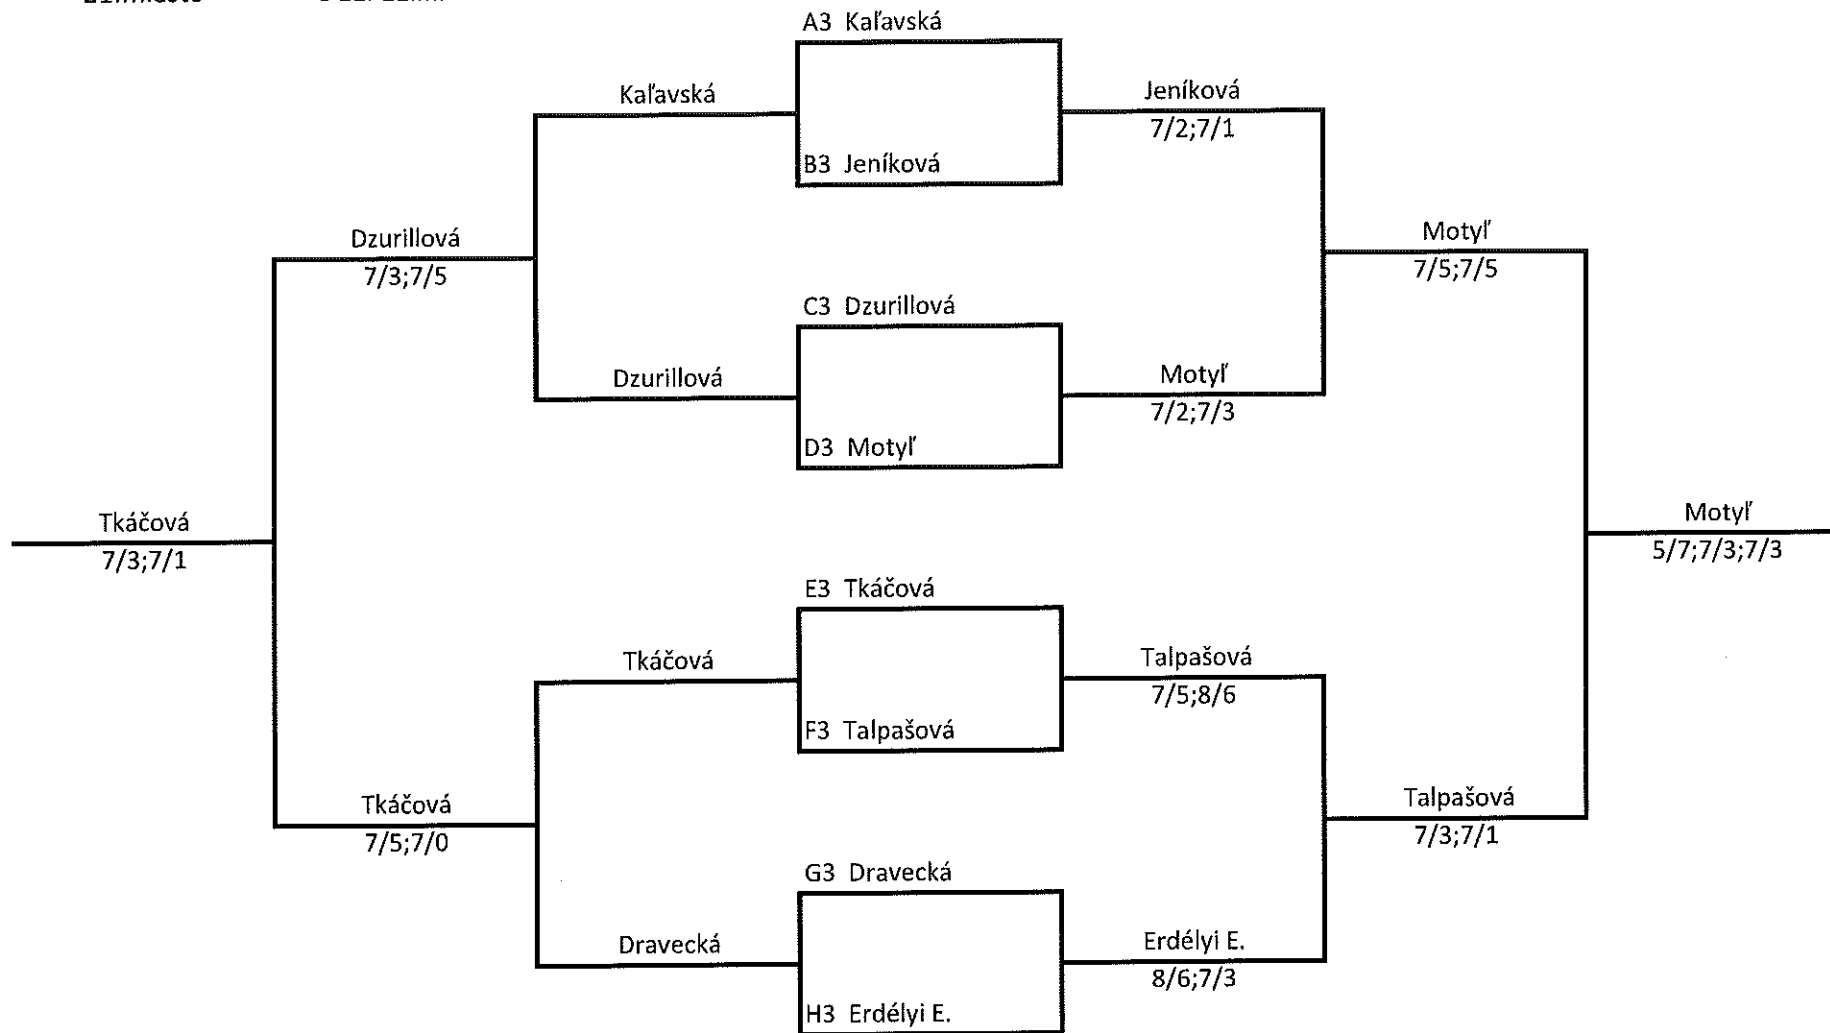 A3 Kaľavská
Kaľavská
Jeníková
7/2;7/1
B3 Jeníková
Dzurillová
7/3;7/5
Motyľ
7/5;7/5
C3 Dzurillová
Dzurillová
Motyľ
7/2;7/3
D3 Motyľ
Tkáčová
7/3;7/1
Motyľ
5/7;7/3;7/3
E3 Tkáčová
Tkáčová
Talpašová
7/5;8/6
F3 Talpašová
Tkáčová
7/5;7/0
Talpašová
7/3;7/1
G3 Dravecká
Dravecká
Erdélyi E.
8/6;7/3
H3 Erdélyi E.